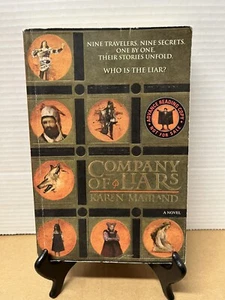 NINE TRAVELERS. NINE SECRETS.
ONE BY ONE,
THEIR STORIES UNFOLD.
WHO IS THE LIAR?
ADVANCE READING COPY
NOT FOR SALE
COMPANY
OF LIARS
KAREN MAITLAND
A NOVEL